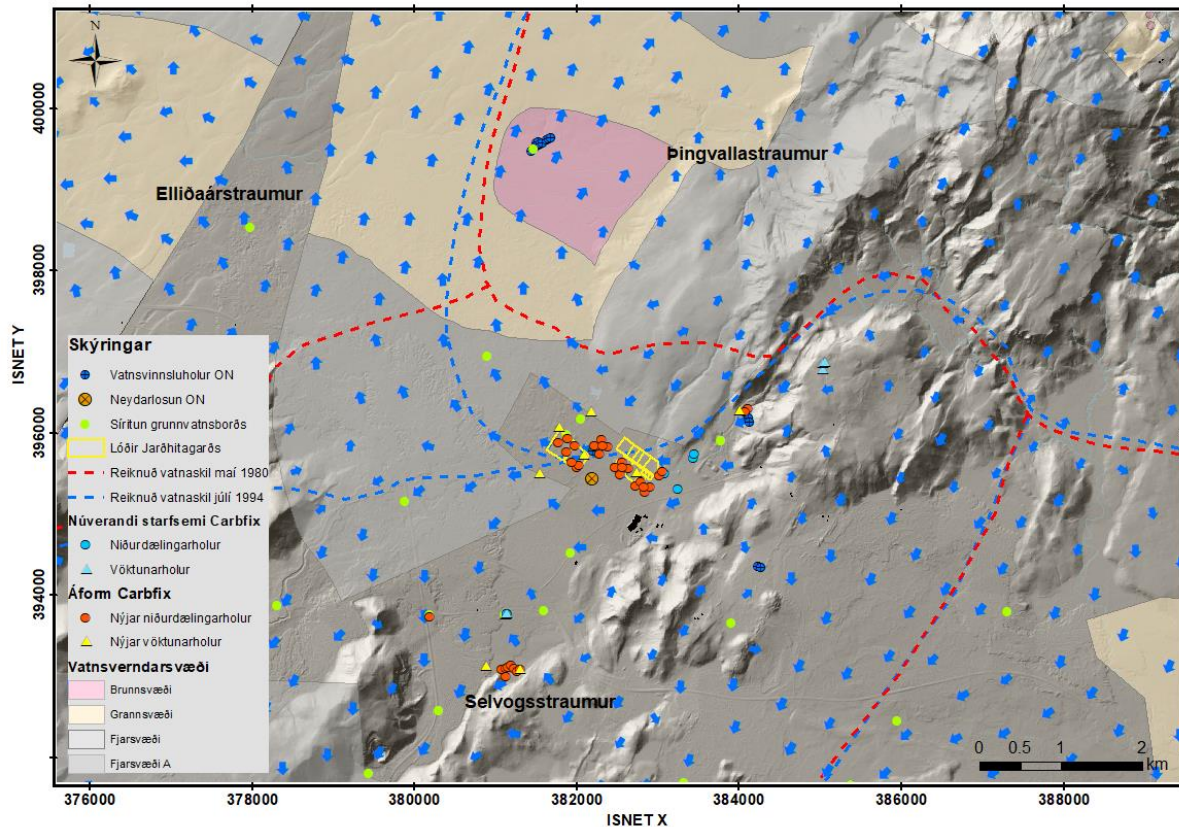 N
400000
398000
396000
394000
ISNET Y
Elliðaárstraumur
Þingvallastraumur
Selvogsstraumur
Skýringar
Vatnsvinnsluholur ON
Neydarlosun ON
Síritun grunnvatnsborðs
Lóðir Jarðhitagarðs
Reiknuð vatnaskil maí 1980
Reiknuð vatnaskil júlí 1994
Núverandi starfsemi Carbfix
Niðurdælingarholur
Vöktunarholur
Áform Carbfix
Nýjar niðurdælingarholur
Nýjar vöktunarholur
Vatnsverndarsvæði
Brunnsvæði
Grannsvæði
Fjarsvæði
Fjarsvæði A
0 0.5 1 2
km
376000 378000 380000 382000 384000 386000 388000
ISNET X